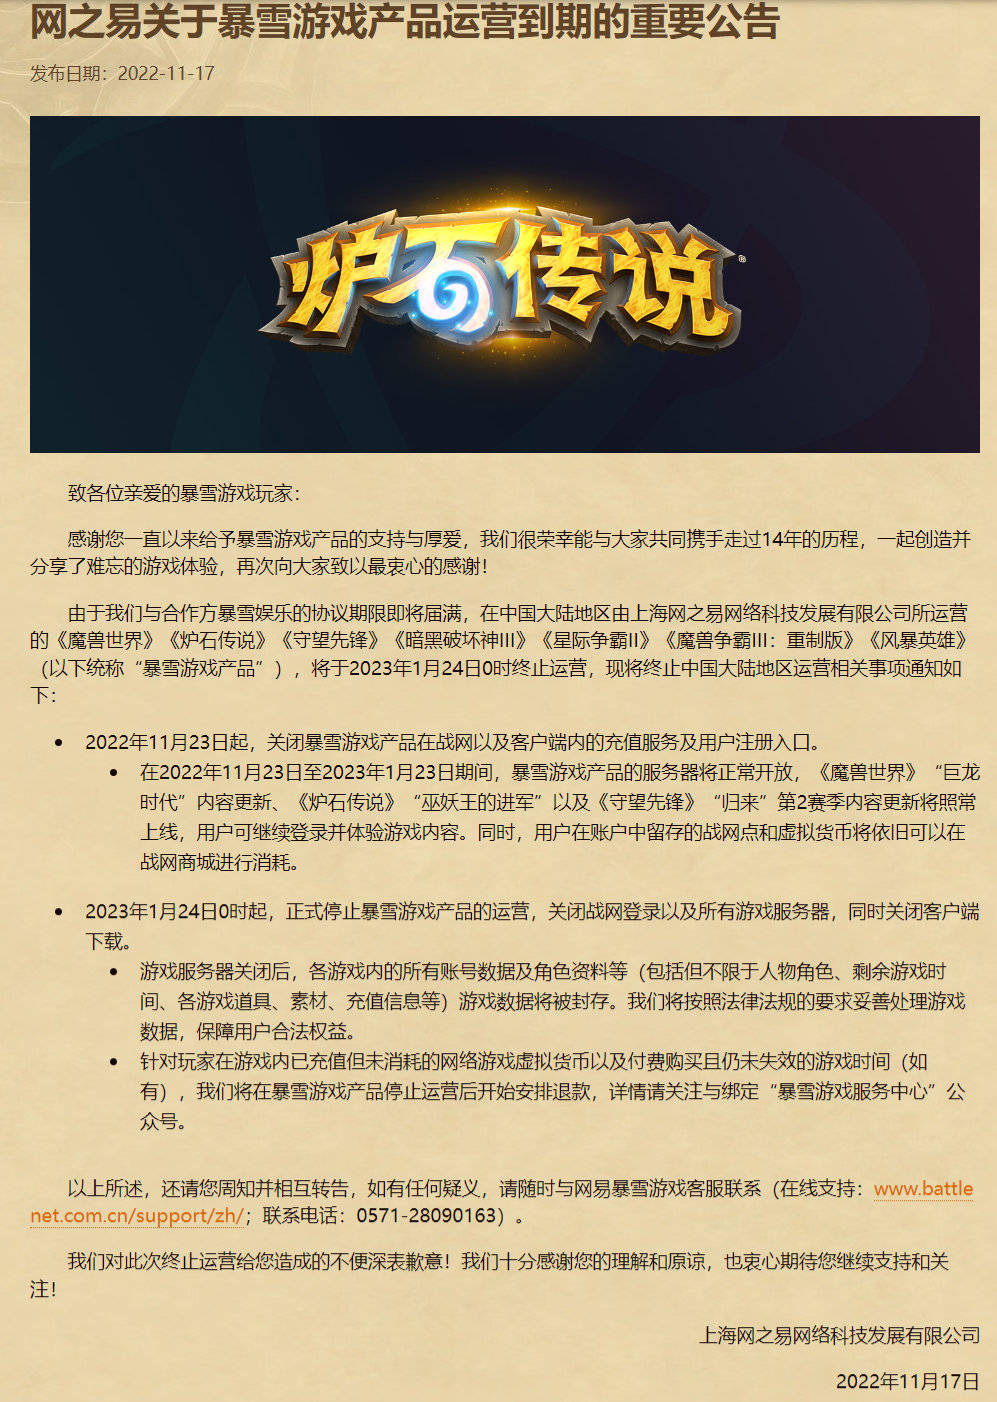 网之易关于暴雪游戏产品运营到期的重要公告
发布日期：2022-11-17
炉石传说
致各位亲爱的暴雪游戏玩家：
感谢您一直以来给予暴雪游戏产品的支持与厚爱，我们很荣幸能与大家共同携手走过14年的历程，一起创造并
分享了难忘的游戏体验，再次向大家致以最衷心的感谢！
由于我们与合作方暴雪娱乐的协议期限即将届满，在中国大陆地区由上海网之易网络科技发展有限公司所运营
的《魔兽世界》《炉石传说》《守望先锋》《暗黑破坏神III》《星际争霸II》《魔兽争霸III：重制版》《风暴英雄》
（以下统称“暴雪游戏产品”），将于2023年1月24日0时终止运营，现将终止中国大陆地区运营相关事项通知如
下：
• 2022年11月23日起，关闭暴雪游戏产品在战网以及客户端内的充值服务及用户注册入口。
• 在2022年11月23日至2023年1月23日期间，暴雪游戏产品的服务器将正常开放，《魔兽世界》“巨龙
时代”内容更新、《炉石传说》“巫妖王的进军”以及《守望先锋》“归来”第2赛季内容更新将照常
上线，用户可继续登录并体验游戏内容。同时，用户在账户中留存的战网点和虚拟货币将依旧可以在
战网商城进行消耗。
• 2023年1月24日0时起，正式停止暴雪游戏产品的运营，关闭战网登录以及所有游戏服务器，同时关闭客户端
下载。
• 游戏服务器关闭后，各游戏内的所有账号数据及角色资料等（包括但不限于人物角色、剩余游戏时
间、各游戏道具、素材、充值信息等）游戏数据将被封存。我们将按照法律法规的要求妥善处理游戏
数据，保障用户合法权益。
• 针对玩家在游戏内已充值但未消耗的网络游戏虚拟货币以及付费购买且仍未失效的游戏时间（如
有），我们将在暴雪游戏产品停止运营后开始安排退款，详情请关注与绑定“暴雪游戏服务中心”公
众号。
以上所述，还请您周知并相互转告，如有任何疑义，请随时与网易暴雪游戏客服联系（在线支持：www.battle
net.com.cn/support/zh/；联系电话：0571-28090163）。
我们对此次终止运营给您造成的不便深表歉意！我们十分感谢您的理解和原谅，也衷心期待您继续支持和关
注！
上海网之易网络科技发展有限公司
2022年11月17日